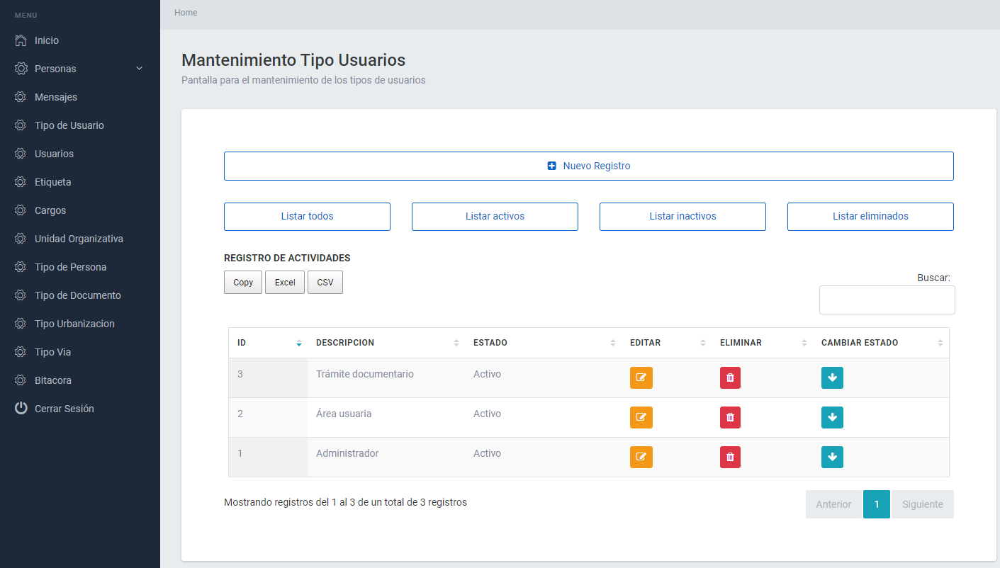 MENU
Inicio
Personas
Mensajes
Tipo de Usuario
Usuarios
Etiqueta
Cargos
Unidad Organizativa
Tipo de Persona
Tipo de Documento
Tipo Urbanizacion
Tipo Via
Bitacora
Cerrar Sesión
Home
Mantenimiento Tipo Usuarios
Pantalla para el mantenimiento de los tipos de usuarios
Nuevo Registro
Listar todos Listar activos Listar inactivos Listar eliminados
REGISTRO DE ACTIVIDADES
Copy Excel CSV
Buscar:
ID DESCRIPCION ESTADO EDITAR ELIMINAR CAMBIAR ESTADO
3 Trámite documentario Activo
2 Área usuaria Activo
1 Administrador Activo
Mostrando registros del 1 al 3 de un total de 3 registros
Anterior 1 Siguiente